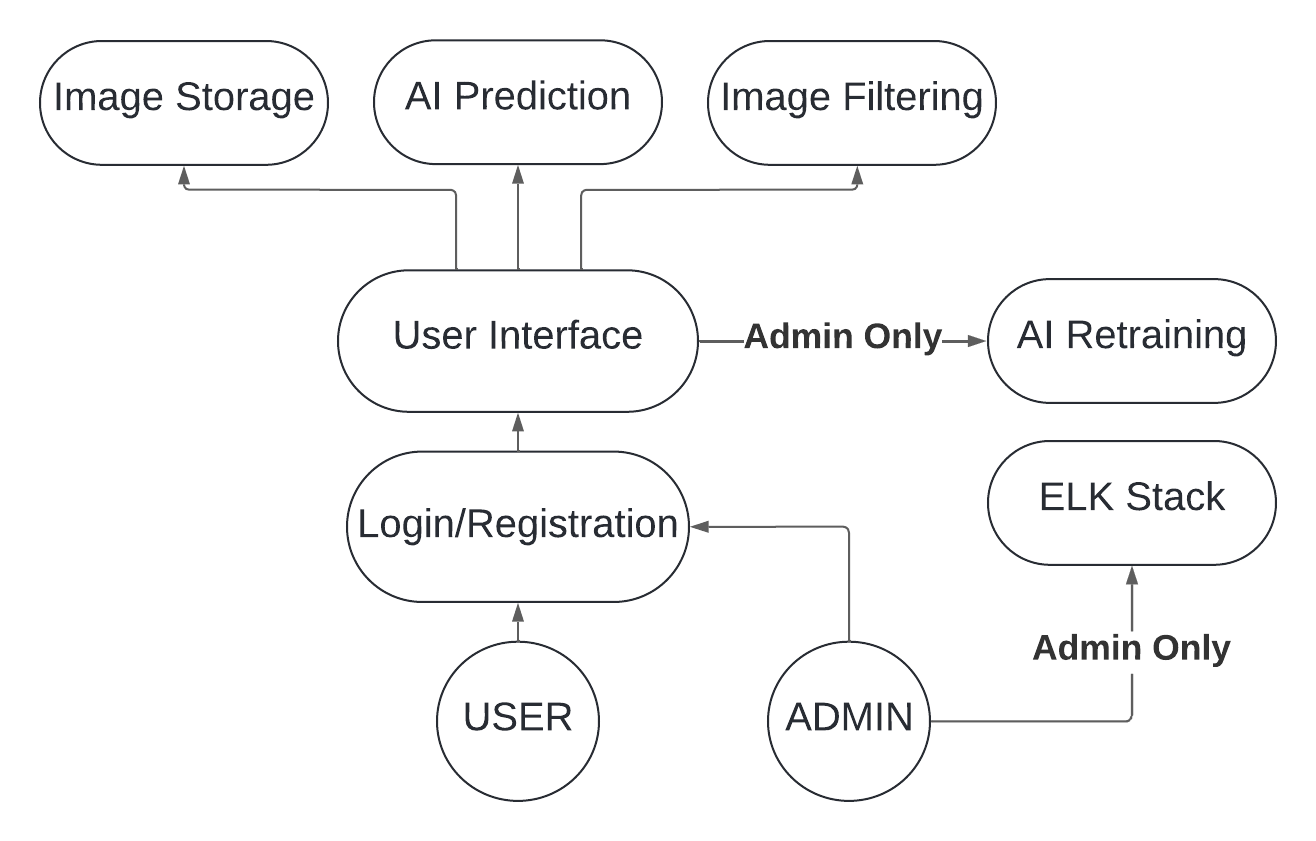 Image Storage
AI Prediction
Image Filtering
User Interface
Admin Only
AI Retraining
ELK Stack
Login/Registration
Admin Only
USER
ADMIN